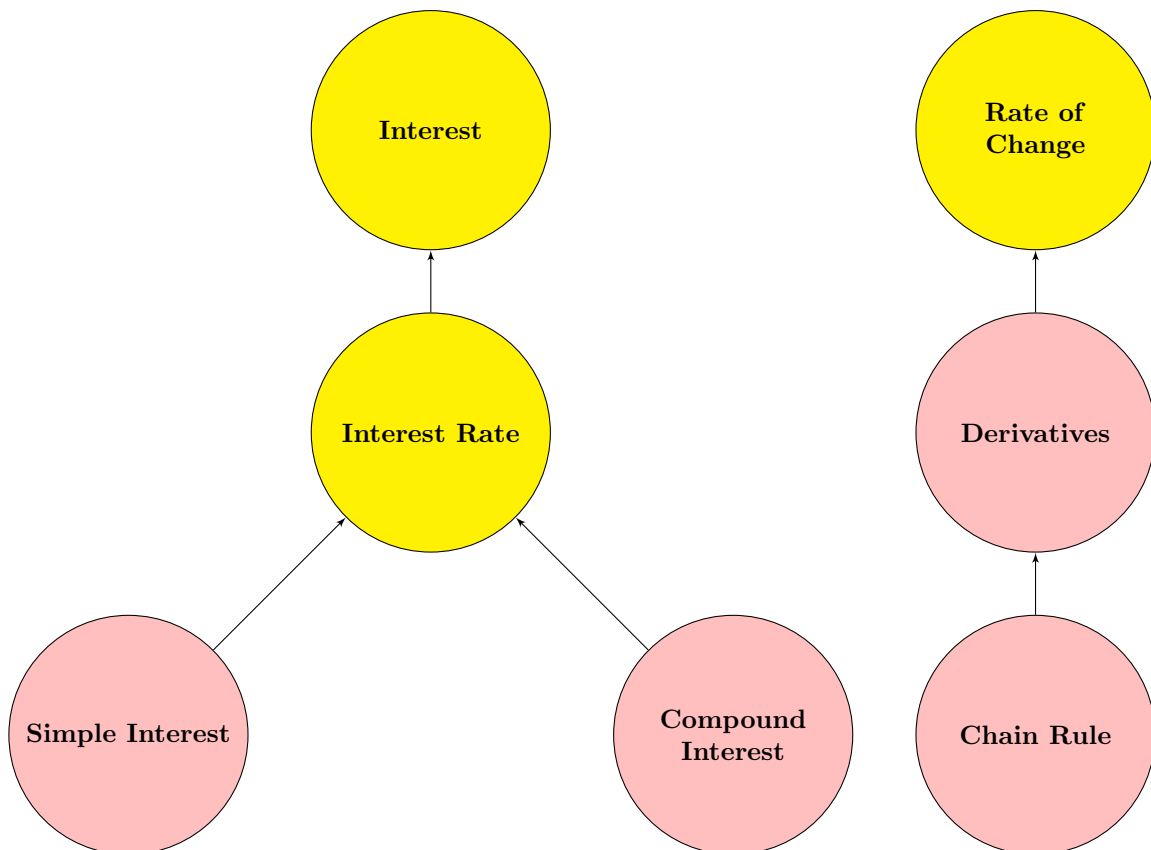 Interest
Rate of
Change
Interest Rate
Derivatives
Simple Interest
Compound
Interest
Chain Rule